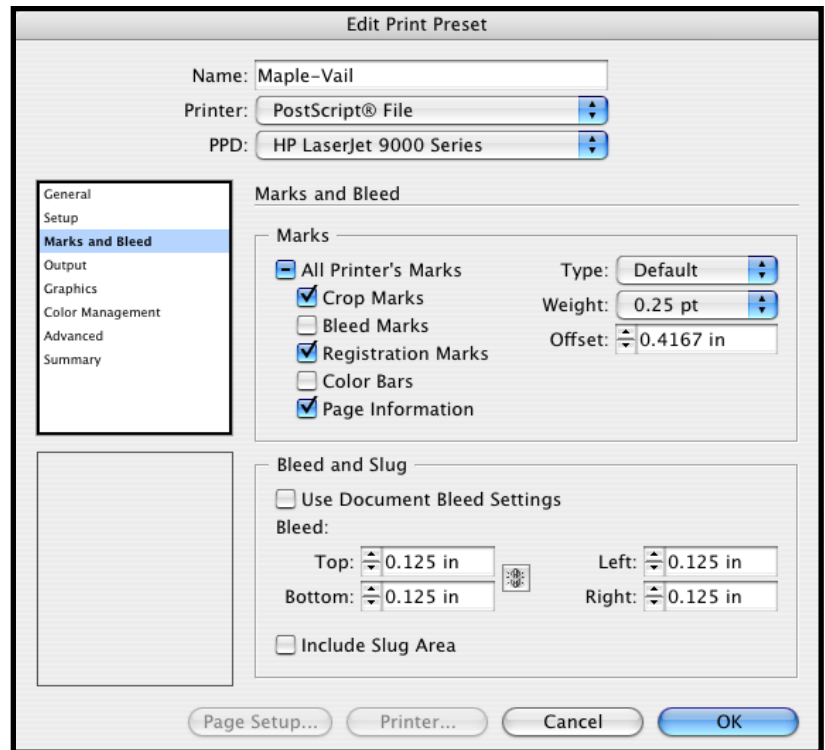 Edit Print Preset
Name: Maple-Vail
Printer: PostScript® File
PPD: HP LaserJet 9000 Series
General
Setup
Marks and Bleed
Output
Graphics
Color Management
Advanced
Summary
Marks and Bleed
Marks
All Printer's Marks
Crop Marks
Bleed Marks
Registration Marks
Color Bars
Page Information
Type: Default
Weight: 0.25 pt
Offset: 0.4167 in
Bleed and Slug
Use Document Bleed Settings
Bleed:
Top: 0.125 in
Bottom: 0.125 in
Left: 0.125 in
Right: 0.125 in
Include Slug Area
Page Setup...
Printer...
Cancel
OK